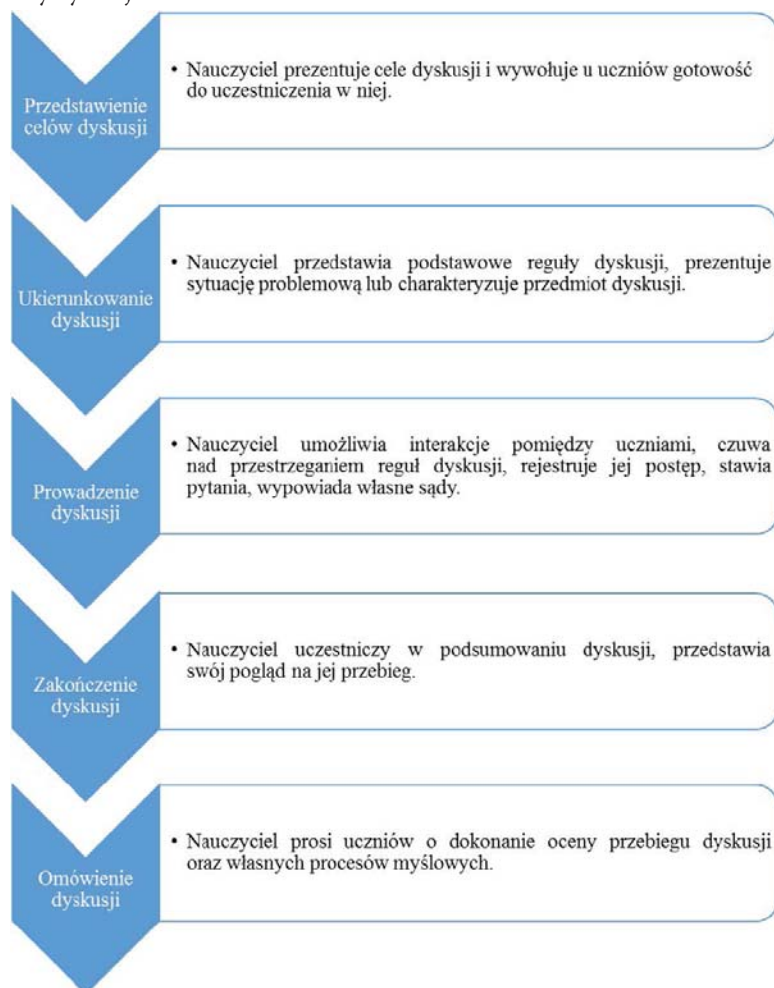 Przedstawienie
celów dyskusji
• Nauczyciel prezentuje cele dyskusji i wywołuje u uczniów gotowość
do uczestniczenia w niej.
Ukierunkowanie
dyskusji
• Nauczyciel przedstawia podstawowe reguły dyskusji, prezentuje
sytuację problemową lub charakteryzuje przedmiot dyskusji.
Prowadzenie
dyskusji
• Nauczyciel umożliwia interakcje pomiędzy uczniami, czuwa
nad przestrzeganiem reguł dyskusji, rejestruje jej postęp, stawia
pytania, wypowiada własne sądy.
Zakończenie
dyskusji
• Nauczyciel uczestniczy w podsumowaniu dyskusji, przedstawia
swój pogląd na jej przebieg.
Omówienie
dyskusji
• Nauczyciel prosi uczniów o dokonanie oceny przebiegu dyskusji
oraz własnych procesów myślowych.